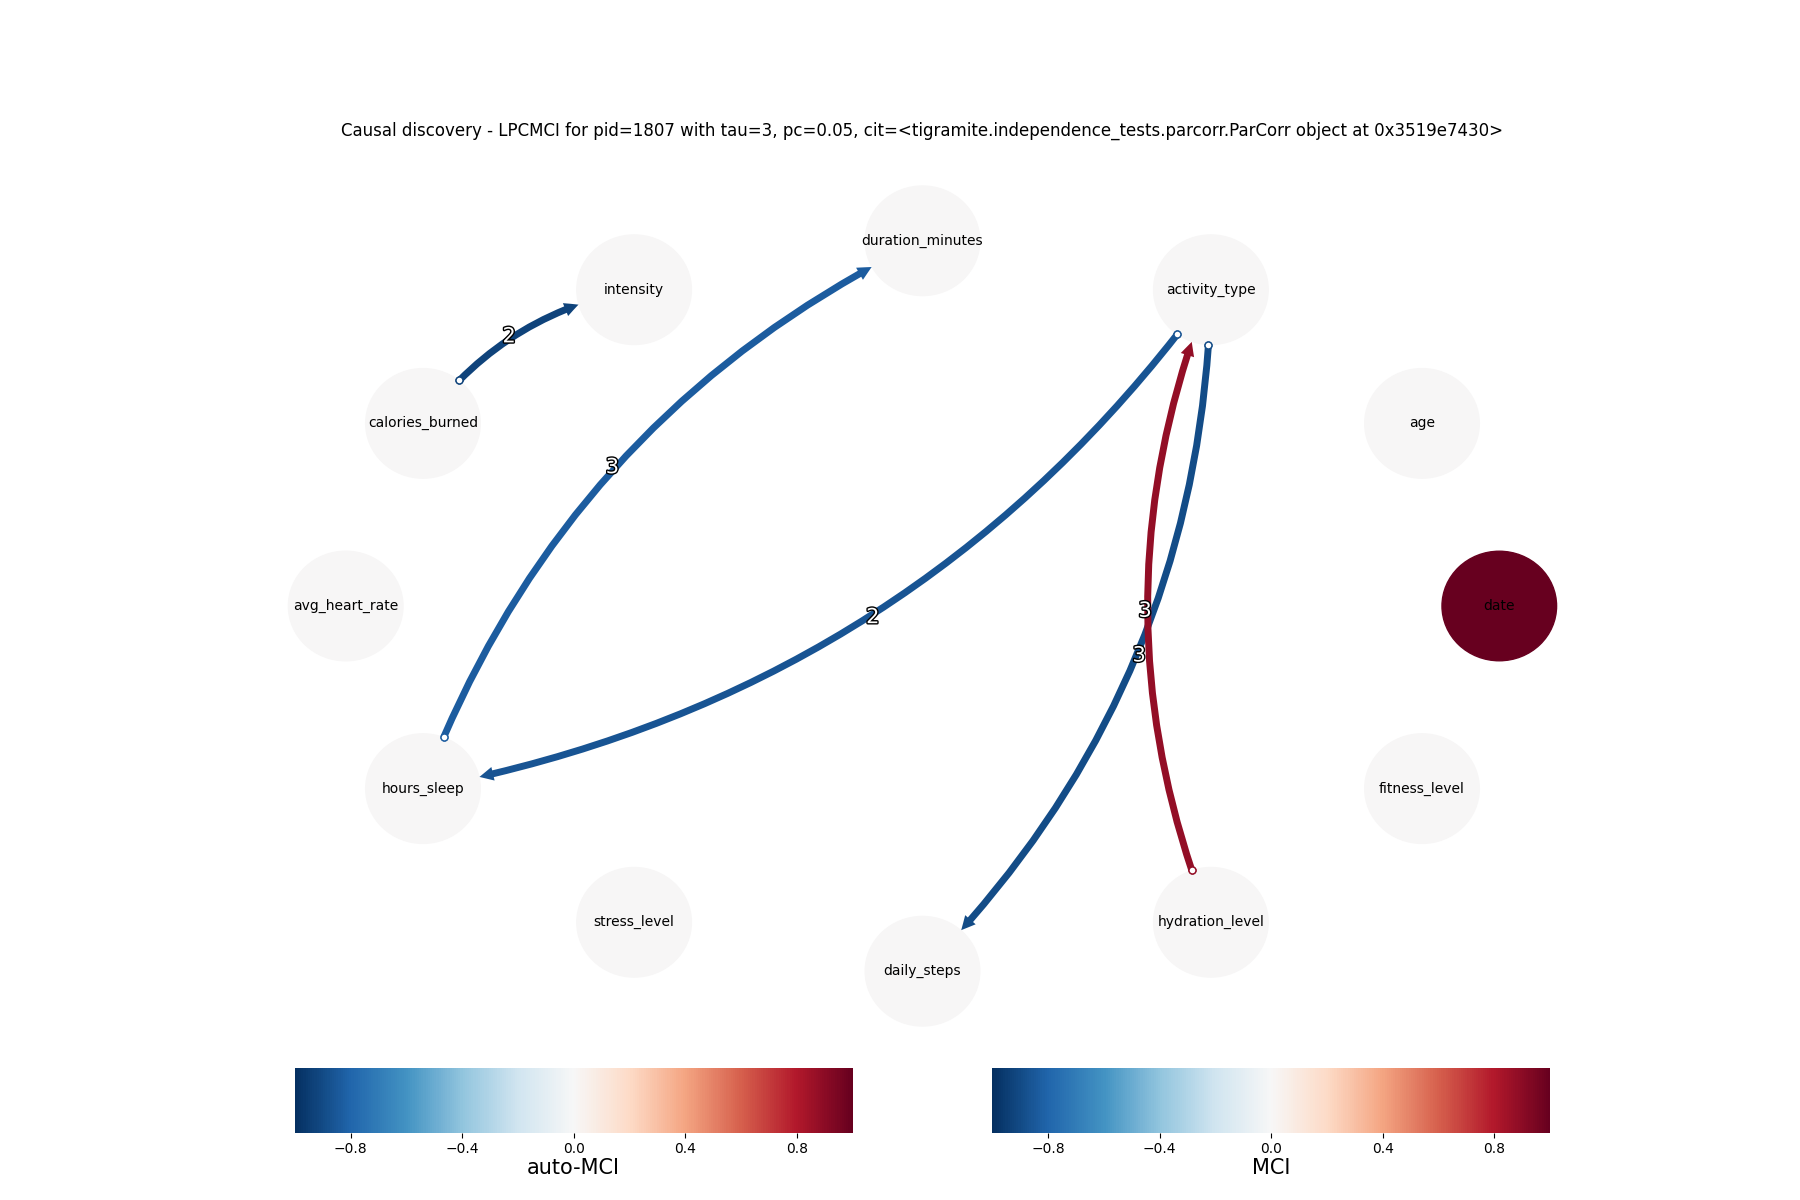 Causal discovery - LPCMCI for pid=1807 with tau=3, pc=0.05, cit=<tigramite.independence_tests.parcorr.ParCorr object at 0x3519e7430>
duration_minutes
intensity
activity_type
2
calories_burned
age
3
avg_heart_rate
date
3
2
3
hours_sleep
fitness_level
stress_level
hydration_level
daily_steps
−0.8 −0.4 0.0 0.4 0.8
auto-MCI
−0.8 −0.4 0.0 0.4 0.8
MCI